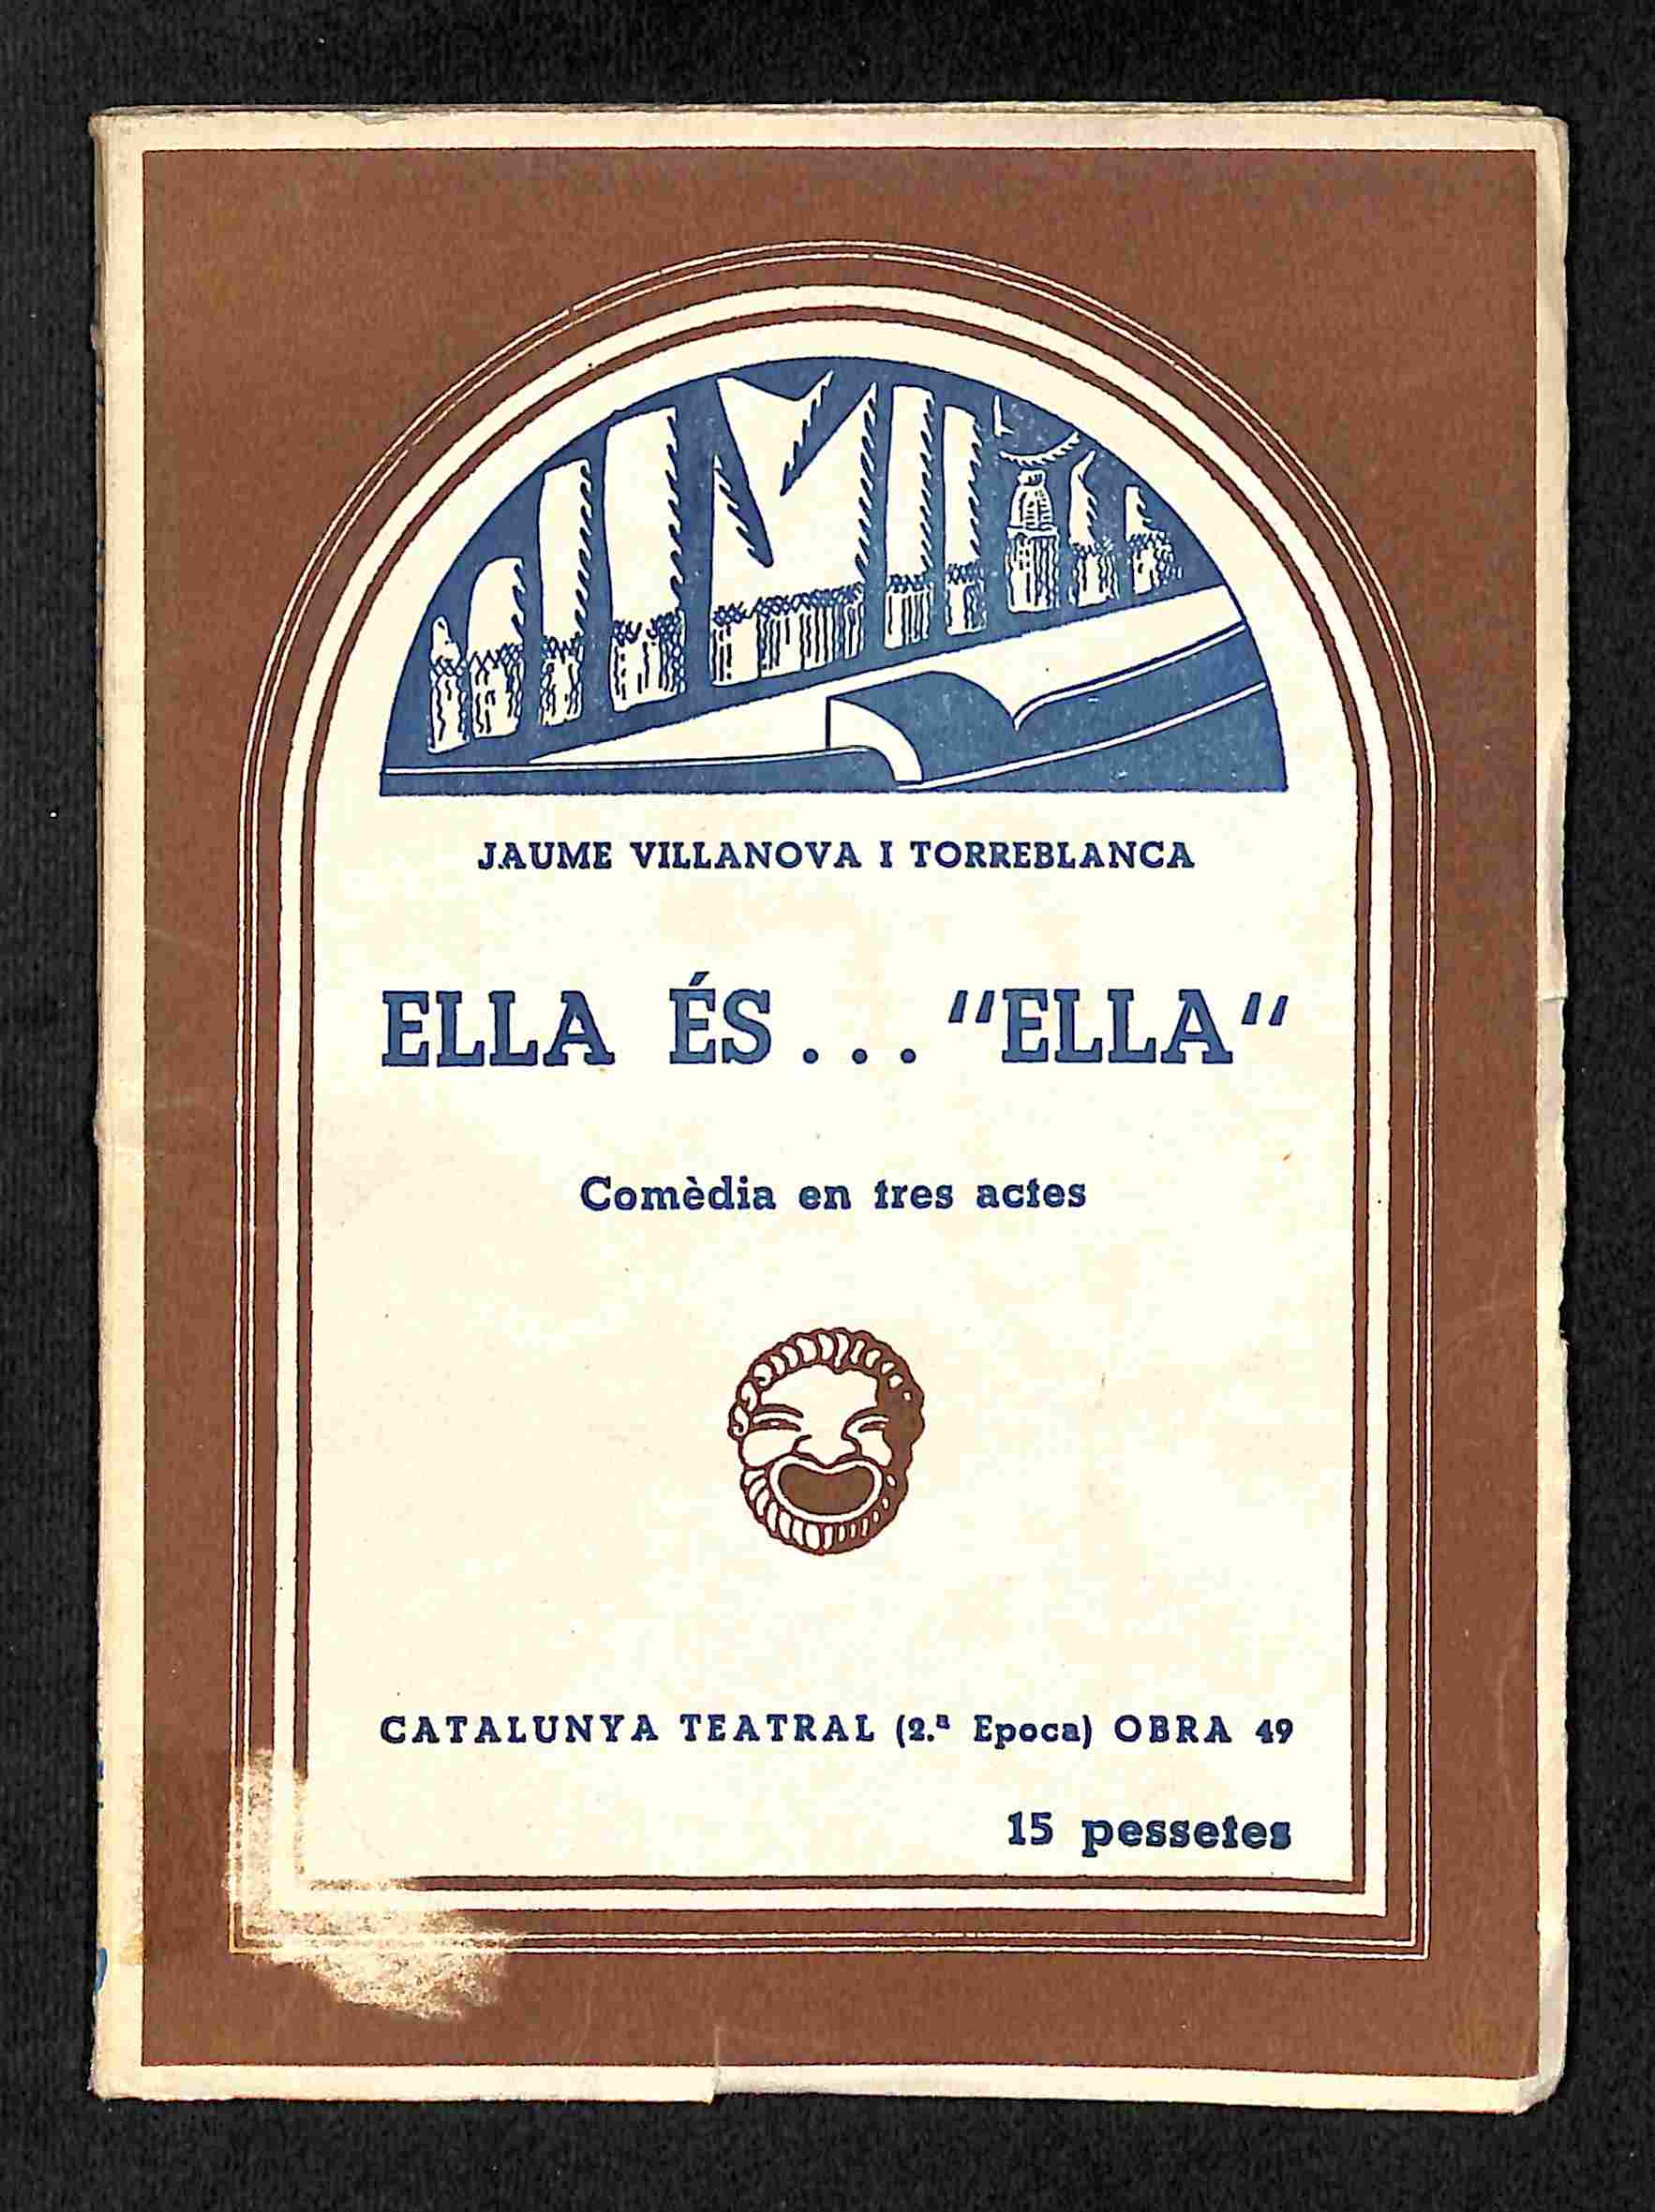 JAUME VILLANOVA I TORREBLANCA
ELLA ÉS... "ELLA"
Comèdia en tres actes
CATALUNYA TEATRAL (2.ª Epoca) OBRA 49
15 pessetes